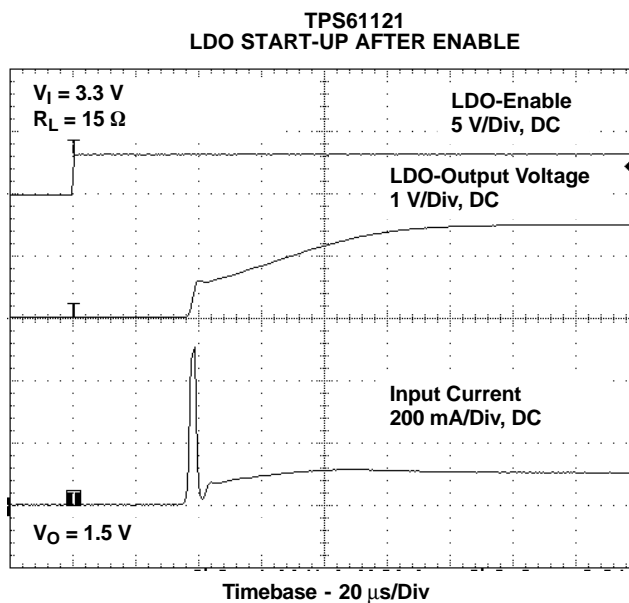 TPS61121
LDO START-UP AFTER ENABLE
V_I = 3.3 V
R_L = 15 Ω
LDO-Enable
5 V/Div, DC
LDO-Output Voltage
1 V/Div, DC
Input Current
200 mA/Div, DC
V_O = 1.5 V
Timebase - 20 μs/Div